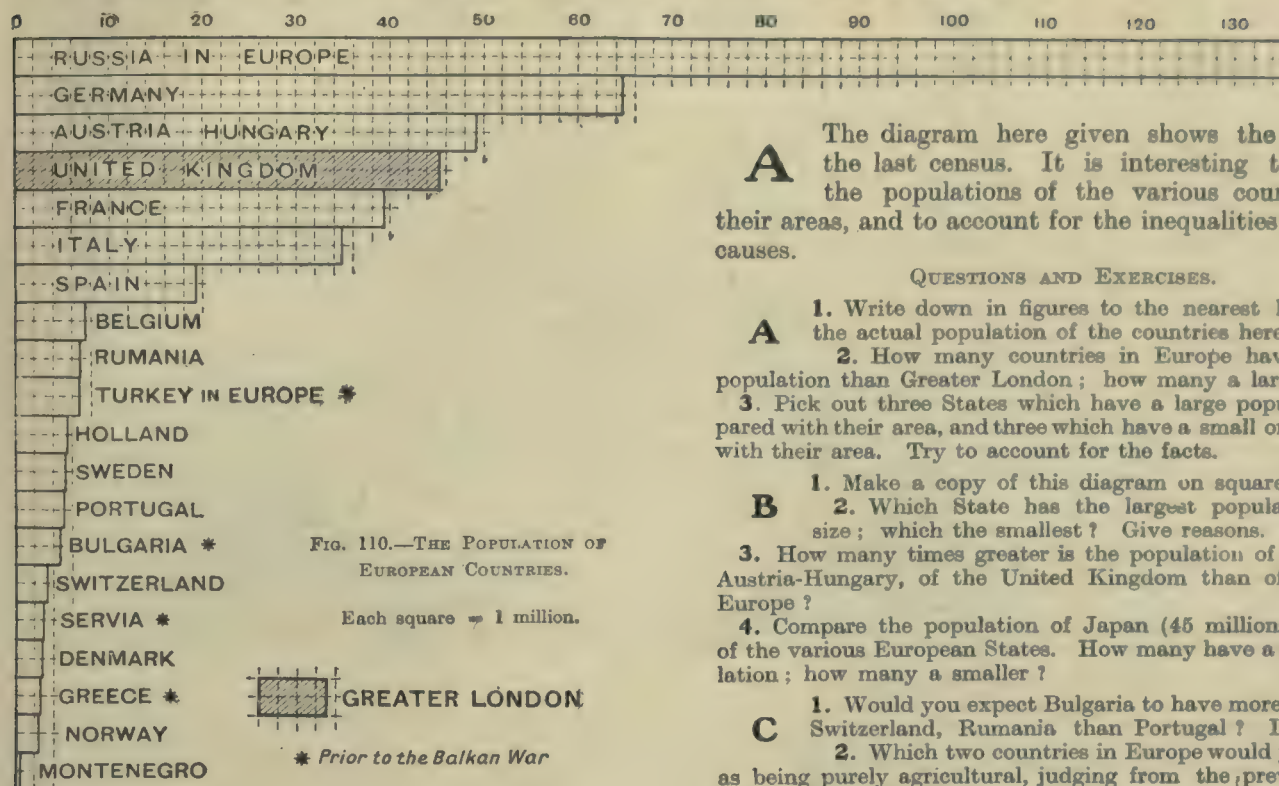 0 10 20 30 40 50 60 70 80 90 100 110 120 130
RUSSIA IN EUROPE
GERMANY
AUSTRIA HUNGARY
UNITED KINGDOM
FRANCE
ITALY
SPAIN
BELGIUM
RUMANIA
TURKEY IN EUROPE *
HOLLAND
SWEDEN
PORTUGAL
BULGARIA *
SWITZERLAND
SERVIA *
DENMARK
GREECE *
NORWAY
MONTENEGRO
FIG. 110.—THE POPULATION OF
EUROPEAN COUNTRIES.
Each square = 1 million.
GREATER LONDON
* Prior to the Balkan War
A The diagram here given shows the
the last census. It is interesting
the populations of the various
their areas, and to account for the inequalities
causes.
QUESTIONS AND EXERCISES.
A 1. Write down in figures to the nearest
the actual population of the countries here
2. How many countries in Europe
population than Greater London; how many a
3. Pick out three States which have a large
pared with their area, and three which have a small
with their area. Try to account for the facts.
B 1. Make a copy of this diagram on square
2. Which State has the largest
size; which the smallest? Give reasons.
3. How many times greater is the population of
Austria-Hungary, of the United Kingdom than
Europe?
4. Compare the population of Japan (45 million
of the various European States. How many have a
lation; how many a smaller?
C 1. Would you expect Bulgaria to have more
Switzerland, Rumania than Portugal?
2. Which two countries in Europe would
as being purely agricultural, judging from the